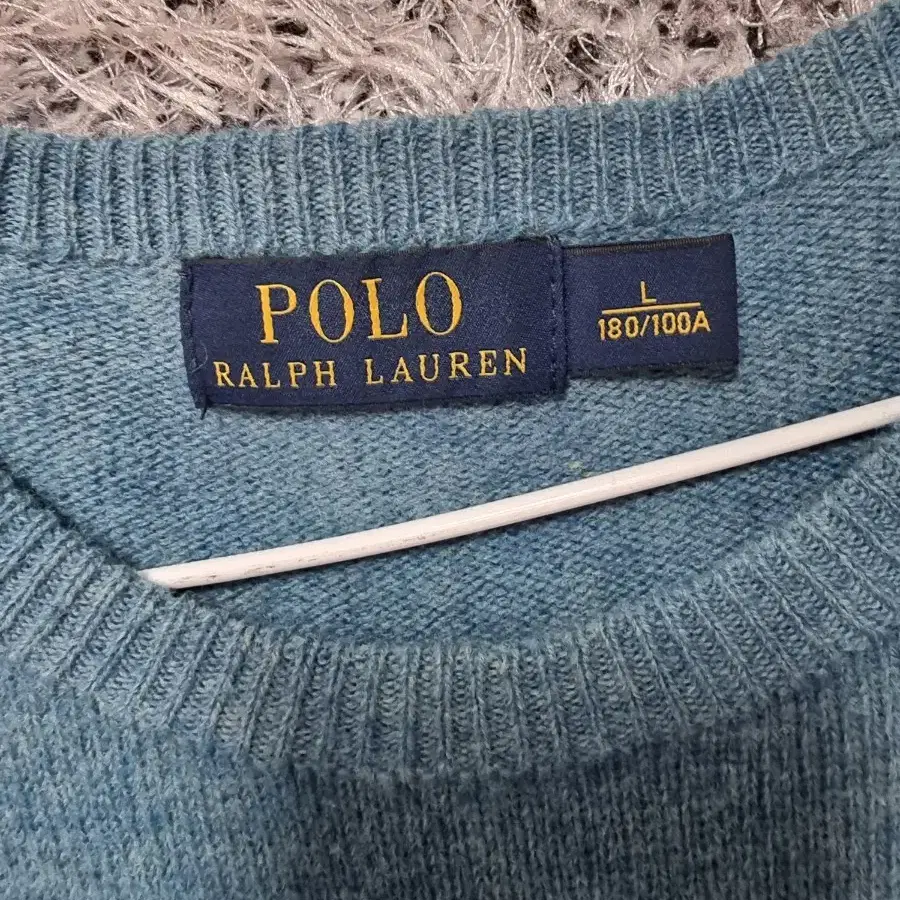 POLO
RALPH LAUREN
L
180/100A